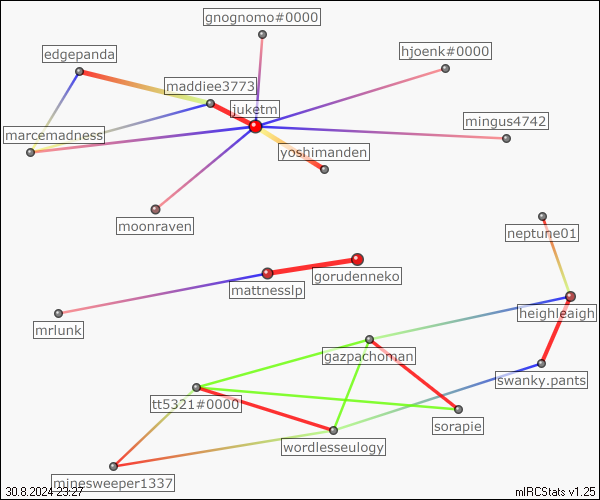 gnognomo#0000
hjoenk#0000
edgepanda
maddiee3773
juketm
mingus4742
marcemadness
yoshimanden
moonraven
neptune01
gorudenneko
mattnesslp
heighleaigh
mrlunk
gazpachoman
swanky.pants
tt5321#0000
sorapie
wordlesseulogy
minesweeper1337
30.8.2024 23:27
mIRCStats v1.25